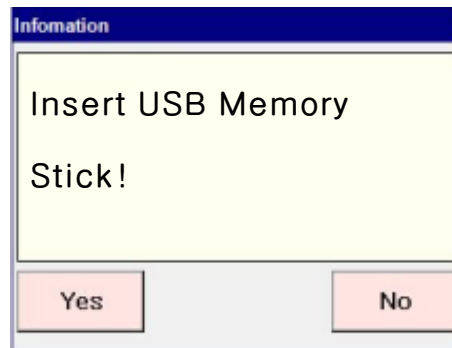 Infomation
Insert USB Memory
Stick!
Yes
No